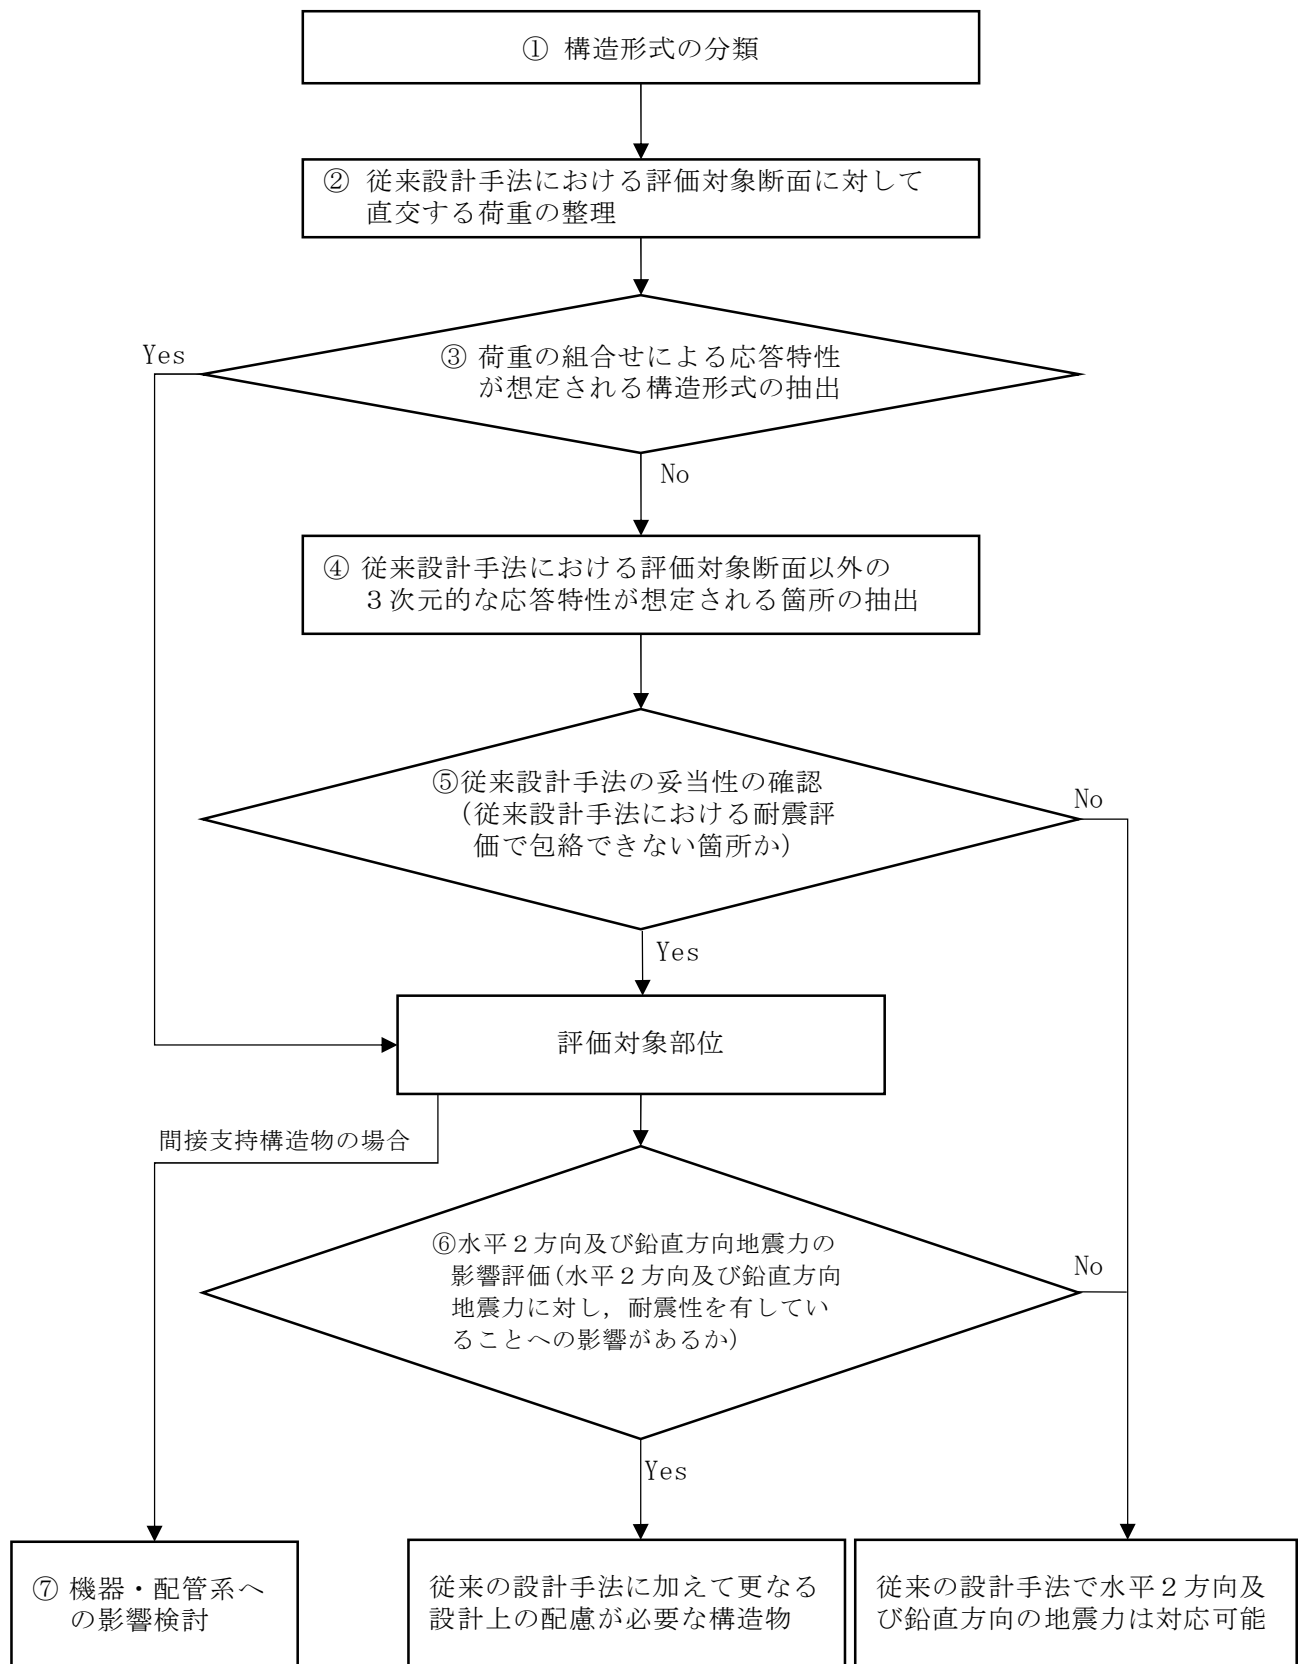 ① 構造形式の分類
② 従来設計手法における評価対象断面に対して
直交する荷重の整理
Yes
③ 荷重の組合せによる応答特性
が想定される構造形式の抽出
No
④ 従来設計手法における評価対象断面以外の
３次元的な応答特性が想定される箇所の抽出
⑤従来設計手法の妥当性の確認
(従来設計手法における耐震評
価で包絡できない箇所か)
No
Yes
評価対象部位
間接支持構造物の場合
⑥水平２方向及び鉛直方向地震力の
影響評価(水平２方向及び鉛直方向
地震力に対し，耐震性を有してい
ることへの影響があるか)
No
Yes
⑦ 機器・配管系へ
の影響検討
従来の設計手法に加えて更なる
設計上の配慮が必要な構造物
従来の設計手法で水平２方向及
び鉛直方向の地震力は対応可能